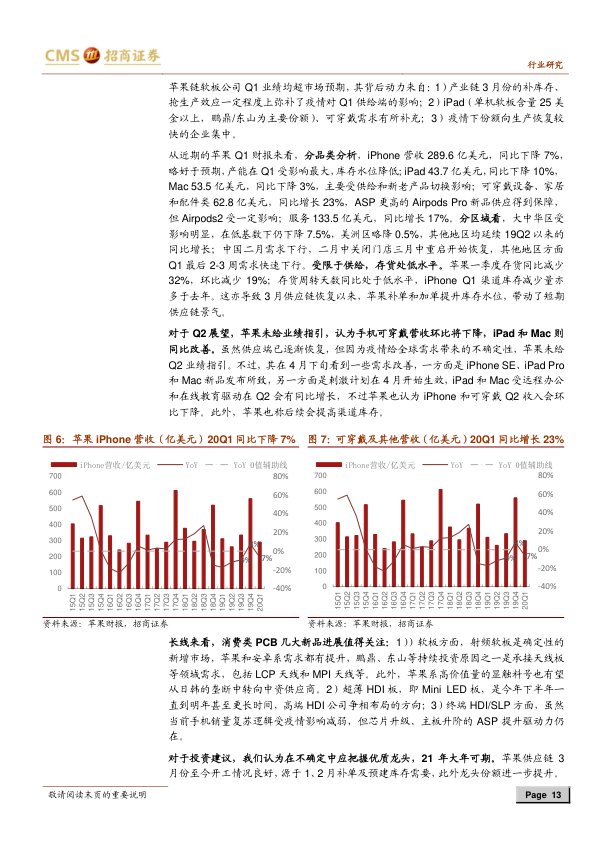 CMS 招商证券
行业研究
苹果链软板公司 Q1 业绩均超市场预期，其背后动力来自：1）产业链 3 月份的补库存、
抢生产效应一定程度上弥补了疫情对 Q1 供给端的影响；2）iPad（单机软板含量 25 美
金以上，鹏鼎/东山为主要份额）、可穿戴需求有所补充；3）疫情下份额向生产恢复较
快的企业集中。
从近期的苹果 Q1 财报来看，分品类分析，iPhone 营收 289.6 亿美元，同比下降 7%，
略好于预期，产能在 Q1 受影响最大，库存水位降低；iPad 43.7 亿美元，同比下降 10%，
Mac 53.5 亿美元，同比下降 3%，主要受供给和新老产品切换影响；可穿戴设备、家居
和配件类 62.8 亿美元，同比增长 23%，ASP 更高的 Airpods Pro 新品供应得到保障，
但 Airpods2 受一定影响；服务 133.5 亿美元，同比增长 17%。分区域看，大中华区受
影响明显，在低基数下仍下降 7.5%，美洲区略降 0.5%，其他地区均延续 19Q2 以来的
同比增长；中国二月需求下行，二月中关闭门店三月中重启开始恢复，其他地区方面
Q1 最后 2-3 周需求快速下行。受限于供给，存货处低水平。苹果一季度存货同比减少
32%，环比减少 19%；存货周转天数同比处于低水平，iPhone Q1 渠道库存减少量亦
多于去年。这亦导致 3 月供应链恢复以来，苹果补单和加单提升库存水位，带动了短期
供应链景气。
对于 Q2 展望，苹果未给业绩指引，认为手机可穿戴营收环比将下降，iPad 和 Mac 则
同比改善。虽然供应端已逐渐恢复，但因为疫情给全球需求带来的不确定性，苹果未给
Q2 业绩指引。不过，其在 4 月下旬看到一些需求改善，一方面是 iPhone SE、iPad Pro
和 Mac 新品发布所致，另一方面是刺激计划在 4 月开始生效，iPad 和 Mac 受远程办公
和在线教育驱动在 Q2 会有同比增长，不过苹果也认为 iPhone 和可穿戴 Q2 收入会环
比下降。此外，苹果也称后续会提高渠道库存。
图 6：苹果 iPhone 营收（亿美元）20Q1 同比下降 7%
iPhone营收/亿美元 YoY YoY 0值辅助线
700 600 500 400 300 200 100 0
80% 60% 40% 20% 0% -20% -40%
15Q1 15Q2 15Q3 15Q4 16Q1 16Q2 16Q3 16Q4 17Q1 17Q2 17Q3 17Q4 18Q1 18Q2 18Q3 18Q4 19Q1 19Q2 19Q3 19Q4 20Q1
资料来源：苹果财报、招商证券
图 7：可穿戴及其他营收（亿美元）20Q1 同比增长 23%
iPhone营收/亿美元 YoY YoY 0值辅助线
700 600 500 400 300 200 100 0
80% 60% 40% 20% 0% -20% -40%
15Q1 15Q2 15Q3 15Q4 16Q1 16Q2 16Q3 16Q4 17Q1 17Q2 17Q3 17Q4 18Q1 18Q2 18Q3 18Q4 19Q1 19Q2 19Q3 19Q4 20Q1
资料来源：苹果财报、招商证券
长线来看，消费类 PCB 几大新品进展值得关注：1)）软板方面，射频软板是确定性的
新增市场，苹果和安卓系需求都有提升，鹏鼎、东山等持续投资原因之一是承接天线板
等领域需求，包括 LCP 天线和 MPI 天线等。此外，苹果系高价值量的显触料号也有望
从日韩的垄断中转向中资供应商。2）超薄 HDI 板，即 Mini LED 板，是今年下半年一
直到明年甚至更长时间，高端 HDI 公司争相布局的方向；3）终端 HDI/SLP 方面，虽然
当前手机销量复苏逻辑受疫情影响减弱，但芯片升级、主板升阶的 ASP 提升驱动力仍
在。
对于投资建议，我们认为在不确定中应把握优质龙头，21 年大年可期。苹果供应链 3
月份至今开工情况良好，源于 1、2 月补单及预建库存需要，此外龙头份额进一步提升。
敬请阅读末页的重要说明
Page 13